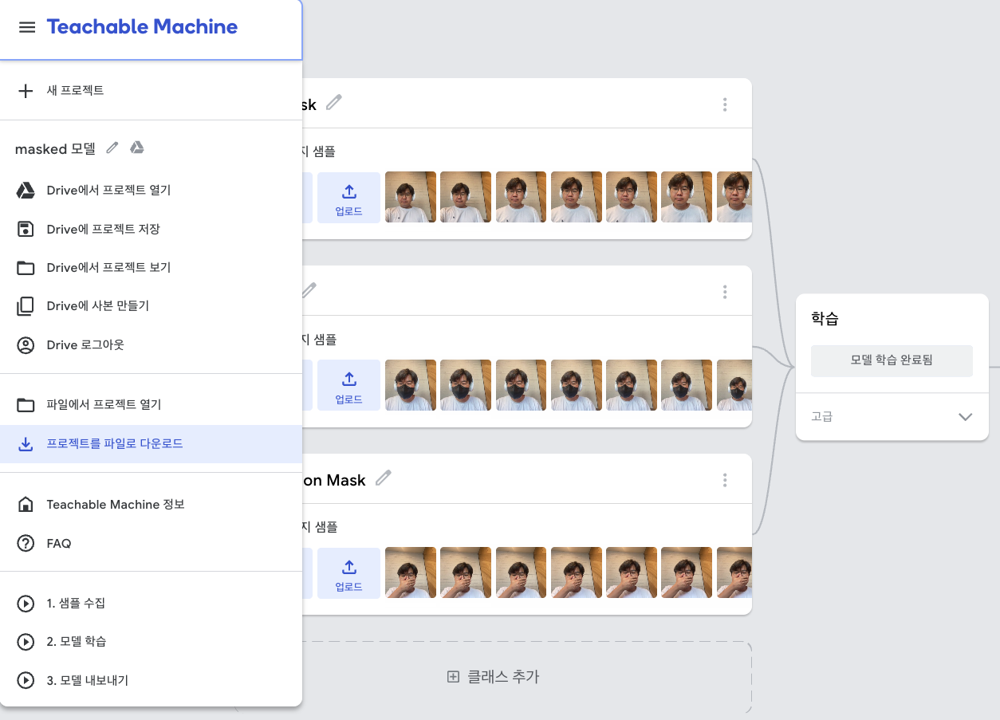 Teachable Machine
새 프로젝트
masked 모델
Drive에서 프로젝트 열기
Drive에 프로젝트 저장
Drive에서 프로젝트 보기
Drive에 사본 만들기
Drive 로그아웃
파일에서 프로젝트 열기
프로젝트를 파일로 다운로드
Teachable Machine 정보
FAQ
1. 샘플 수집
2. 모델 학습
3. 모델 내보내기
sk
지 샘플
업로드
지 샘플
업로드
on Mask
지 샘플
업로드
클래스 추가
학습
모델 학습 완료됨
고급